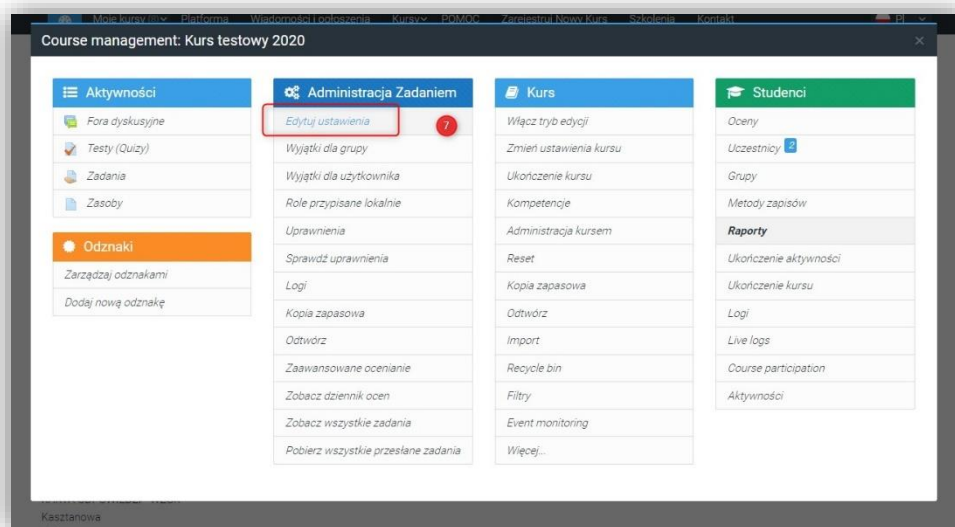 Moje kursy Platforma Wiadomości i ogłoszenia Kursy POMOC Zarejestruj Nowy Kurs Szkolenia Kontakt Pl
Course management: Kurs testowy 2020
Aktywności
Fora dyskusyjne
Testy (Quizy)
Zadania
Zasoby
Odznaki
Zarządzaj odznakami
Dodaj nową odznakę
Administracja Zadaniem
Edytuj ustawienia 7
Wyjątki dla grupy
Wyjątki dla użytkownika
Role przypisane lokalnie
Uprawnienia
Sprawdź uprawnienia
Logi
Kopia zapasowa
Odtwórz
Zaawansowane ocenianie
Zobacz dziennik ocen
Zobacz wszystkie zadania
Pobierz wszystkie przesłane zadania
Kurs
Włącz tryb edycji
Zmień ustawienia kursu
Ukończenie kursu
Kompetencje
Administracja kursem
Reset
Kopia zapasowa
Odtwórz
Import
Recycle bin
Filtry
Event monitoring
Więcej...
Studenci
Oceny
Uczestnicy 2
Grupy
Metody zapisów
Raporty
Ukończenie aktywności
Ukończenie kursu
Logi
Live logs
Course participation
Aktywności
Kasztanowa